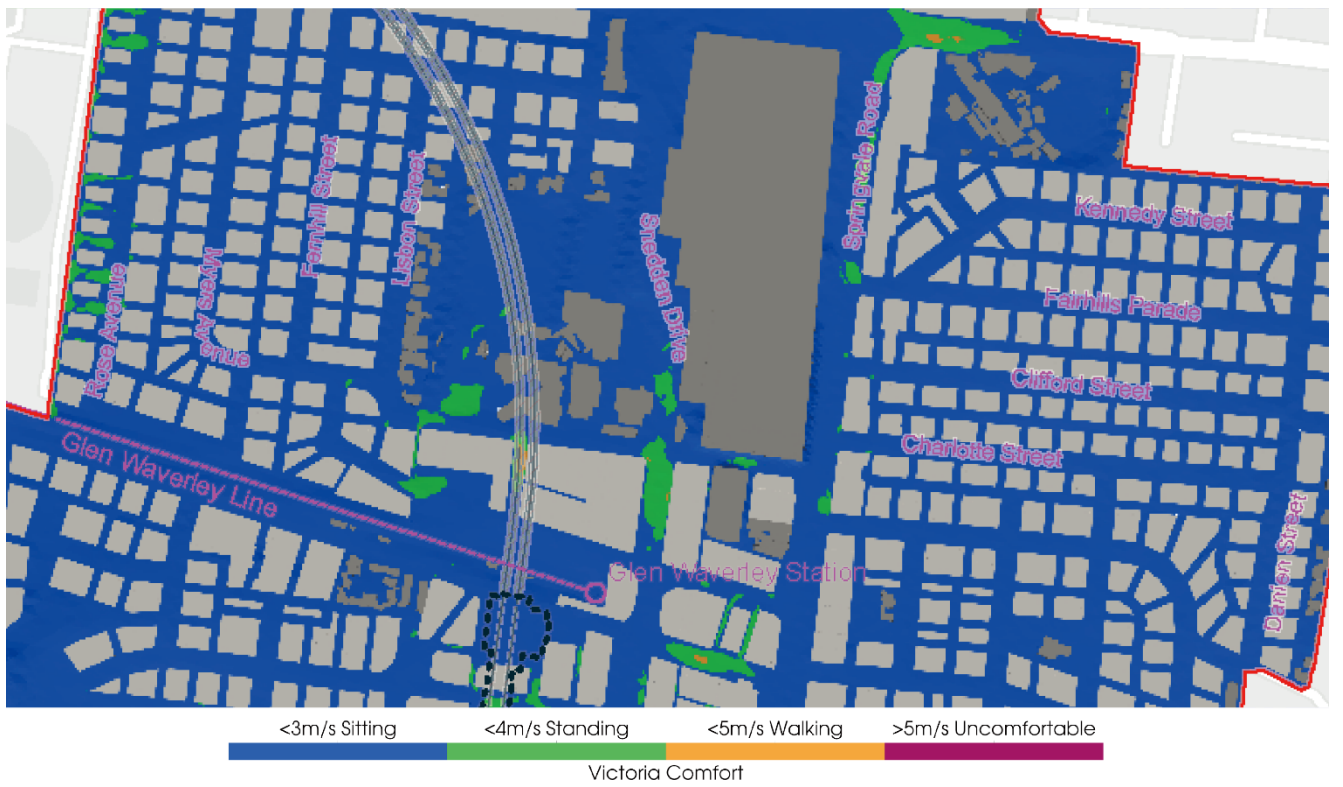 Springvale Road
Kennedy Street
Fernhill Street
Lisbon Street
Snedden Drive
Myers Avenue
Rose Avenue
Fairhills Parade
Clifford Street
Charlotte Street
Glen Waverley Line
Danien Street
Glen Waverley Station
<3m/s Sitting
<4m/s Standing
<5m/s Walking
>5m/s Uncomfortable
Victoria Comfort